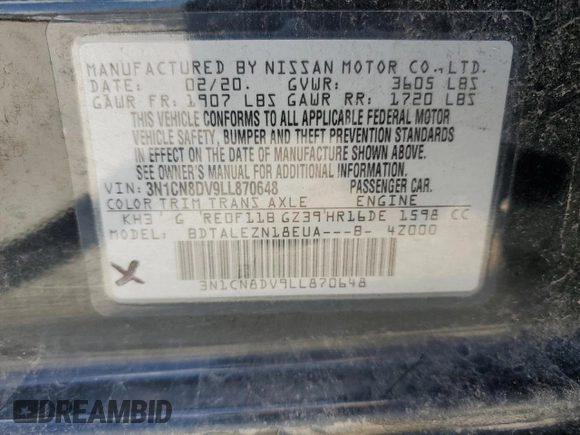 MANUFACTURED BY NISSAN MOTOR CO.,LTD.
DATE: 02/20. GVWR: 3605 LBS
GAWR FR: 1907 LBS GAWR RR: 1720 LBS
THIS VEHICLE CONFORMS TO ALL APPLICABLE FEDERAL MOTOR
VEHICLE SAFETY, BUMPER AND THEFT PREVENTION STANDARDS
IN EFFECT ON THE DATE OF MANUFACTURE SHOWN ABOVE.
SEE OWNER'S MANUAL FOR ADDITIONAL INFORMATION.
VIN: 3N1CN8DV9LL870648 PASSENGER CAR.
COLOR TRIM TRANS AXLE ENGINE
KH3 G RE0F11B GZ39 HR16DE 1598 CC
MODEL BDTALEZN18EUA---B- 4Z000
3N1CN8DV9LL870648
DREAMBID